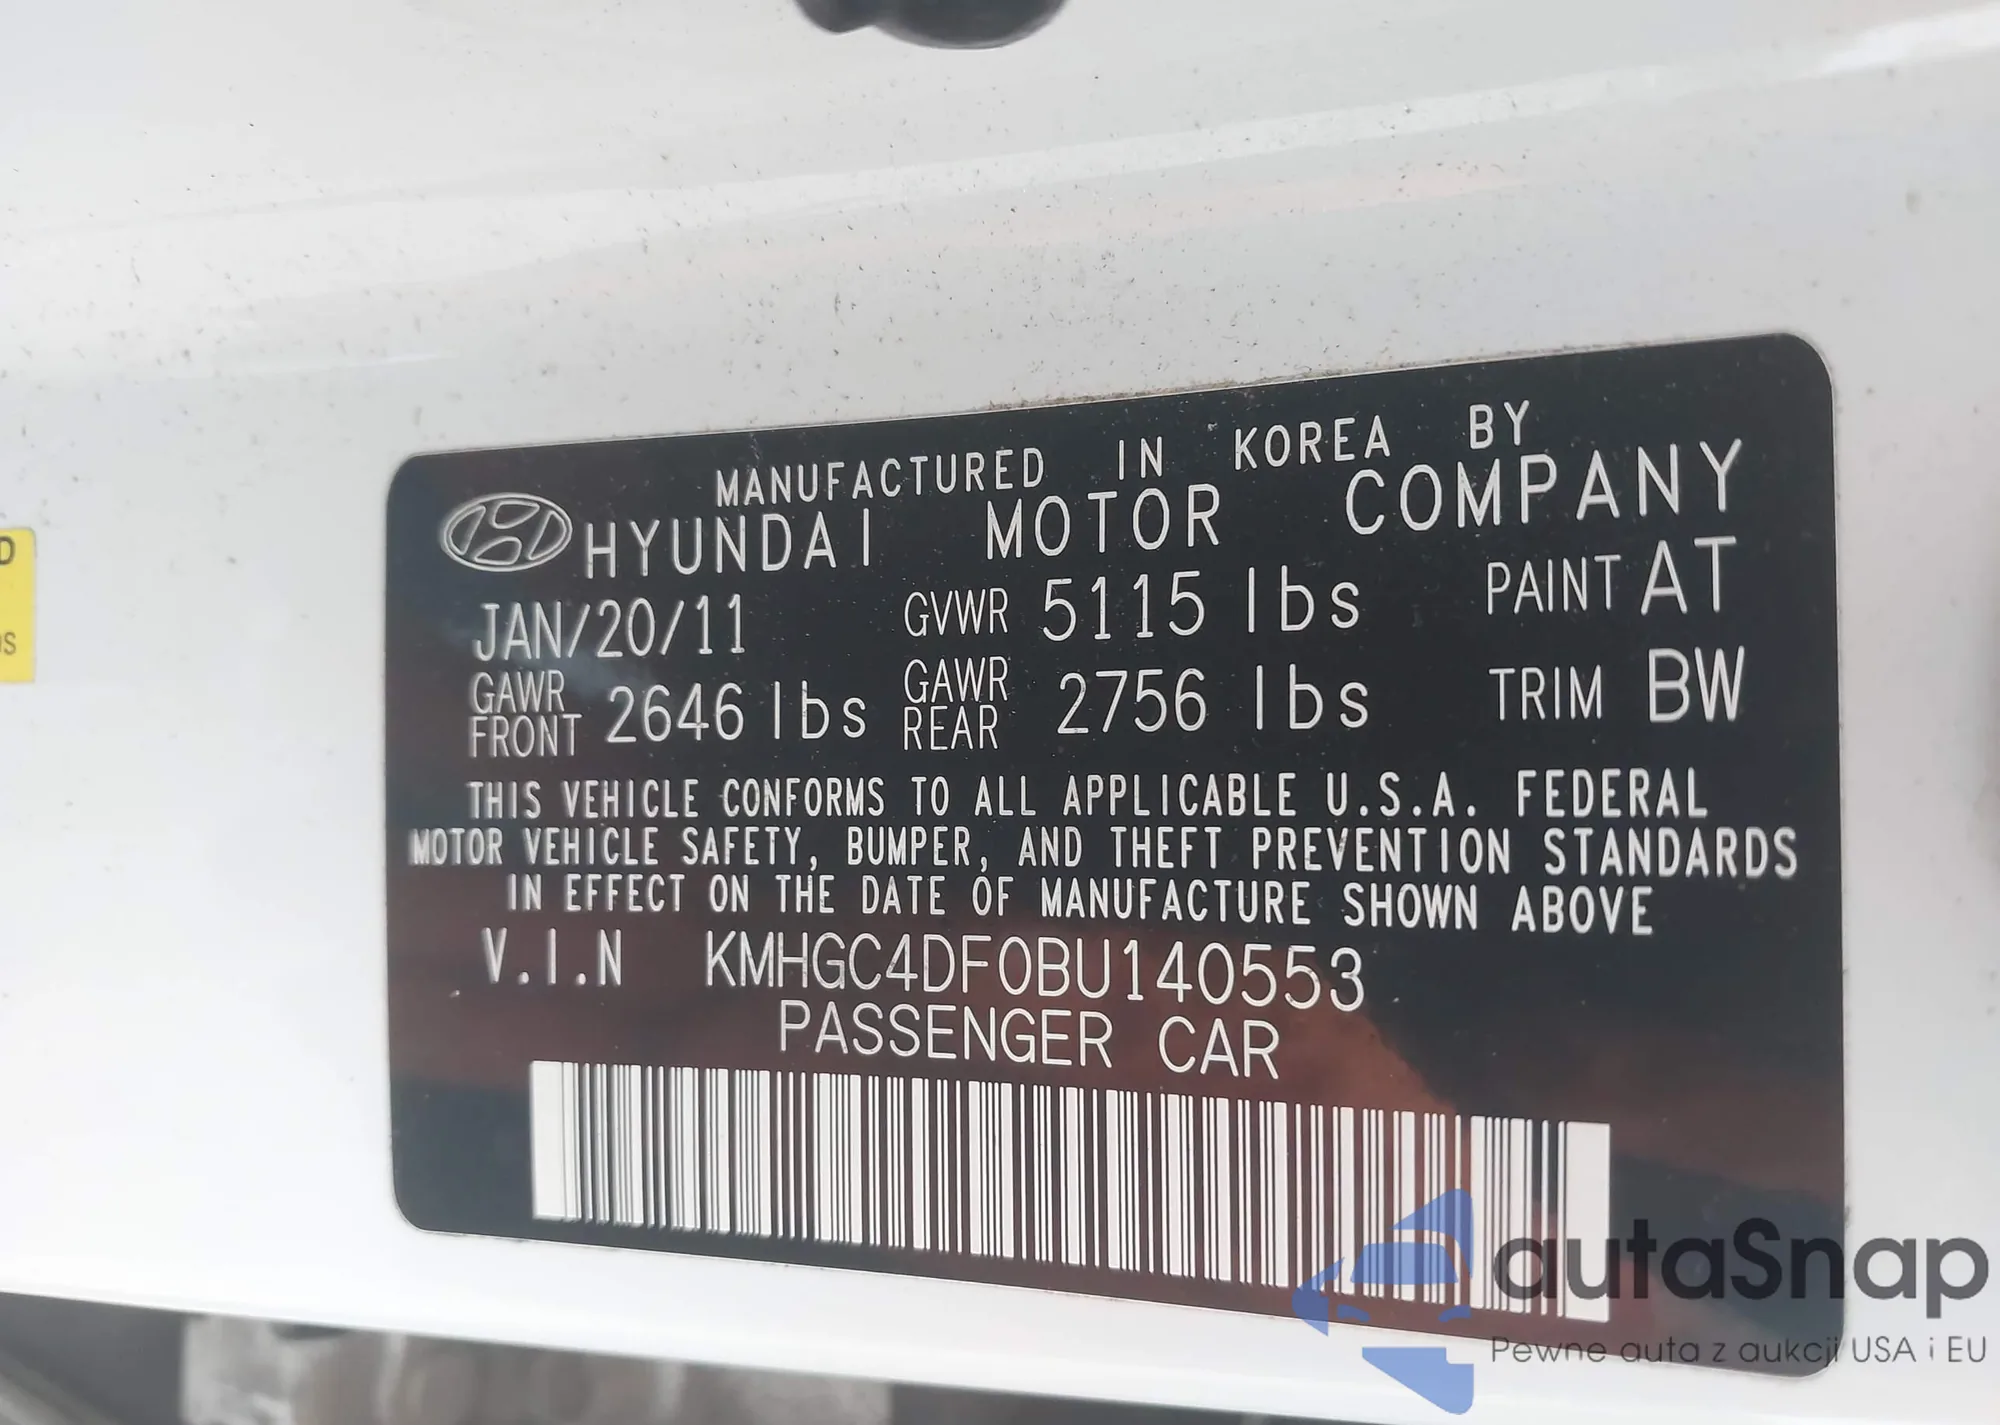 MANUFACTURED IN KOREA BY
HYUNDAI MOTOR COMPANY
JAN/20/11 GVWR 5115 lbs PAINT AT
GAWR FRONT 2646 lbs GAWR REAR 2756 lbs TRIM BW
THIS VEHICLE CONFORMS TO ALL APPLICABLE U.S.A. FEDERAL
MOTOR VEHICLE SAFETY, BUMPER, AND THEFT PREVENTION STANDARDS
IN EFFECT ON THE DATE OF MANUFACTURE SHOWN ABOVE
V.I.N KMHGC4DF0BU140553
PASSENGER CAR
autaSnap
Pewne auta z aukcji USA i EU